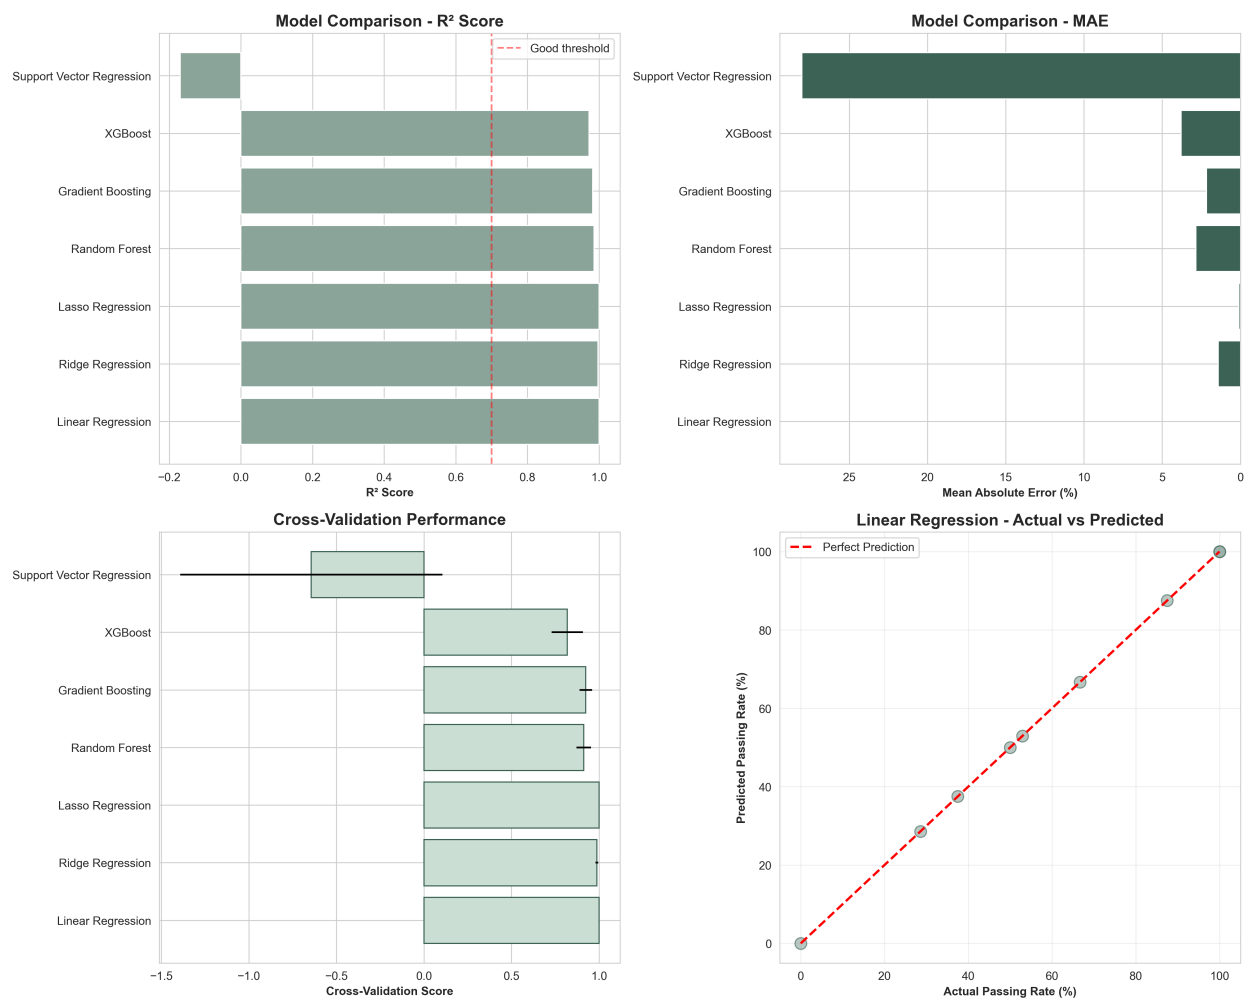 Model Comparison - R² Score
Good threshold
Support Vector Regression
XGBoost
Gradient Boosting
Random Forest
Lasso Regression
Ridge Regression
Linear Regression
−0.2 0.0 0.2 0.4 0.6 0.8 1.0
R² Score
Model Comparison - MAE
Support Vector Regression
XGBoost
Gradient Boosting
Random Forest
Lasso Regression
Ridge Regression
Linear Regression
25 20 15 10 5 0
Mean Absolute Error (%)
Cross-Validation Performance
Support Vector Regression
XGBoost
Gradient Boosting
Random Forest
Lasso Regression
Ridge Regression
Linear Regression
−1.5 −1.0 −0.5 0.0 0.5 1.0
Cross-Validation Score
Linear Regression - Actual vs Predicted
Perfect Prediction
Predicted Passing Rate (%)
100
80
60
40
20
0
0 20 40 60 80 100
Actual Passing Rate (%)